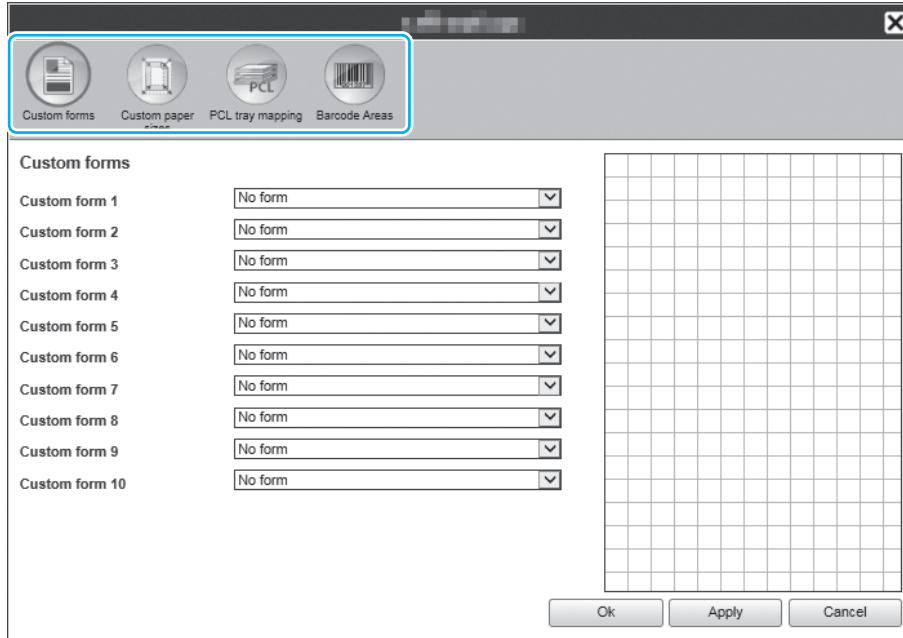 PCL
Custom forms
Custom paper
sizes
PCL tray mapping
Barcode Areas
Custom forms
Custom form 1
No form
Custom form 2
No form
Custom form 3
No form
Custom form 4
No form
Custom form 5
No form
Custom form 6
No form
Custom form 7
No form
Custom form 8
No form
Custom form 9
No form
Custom form 10
No form
Ok
Apply
Cancel